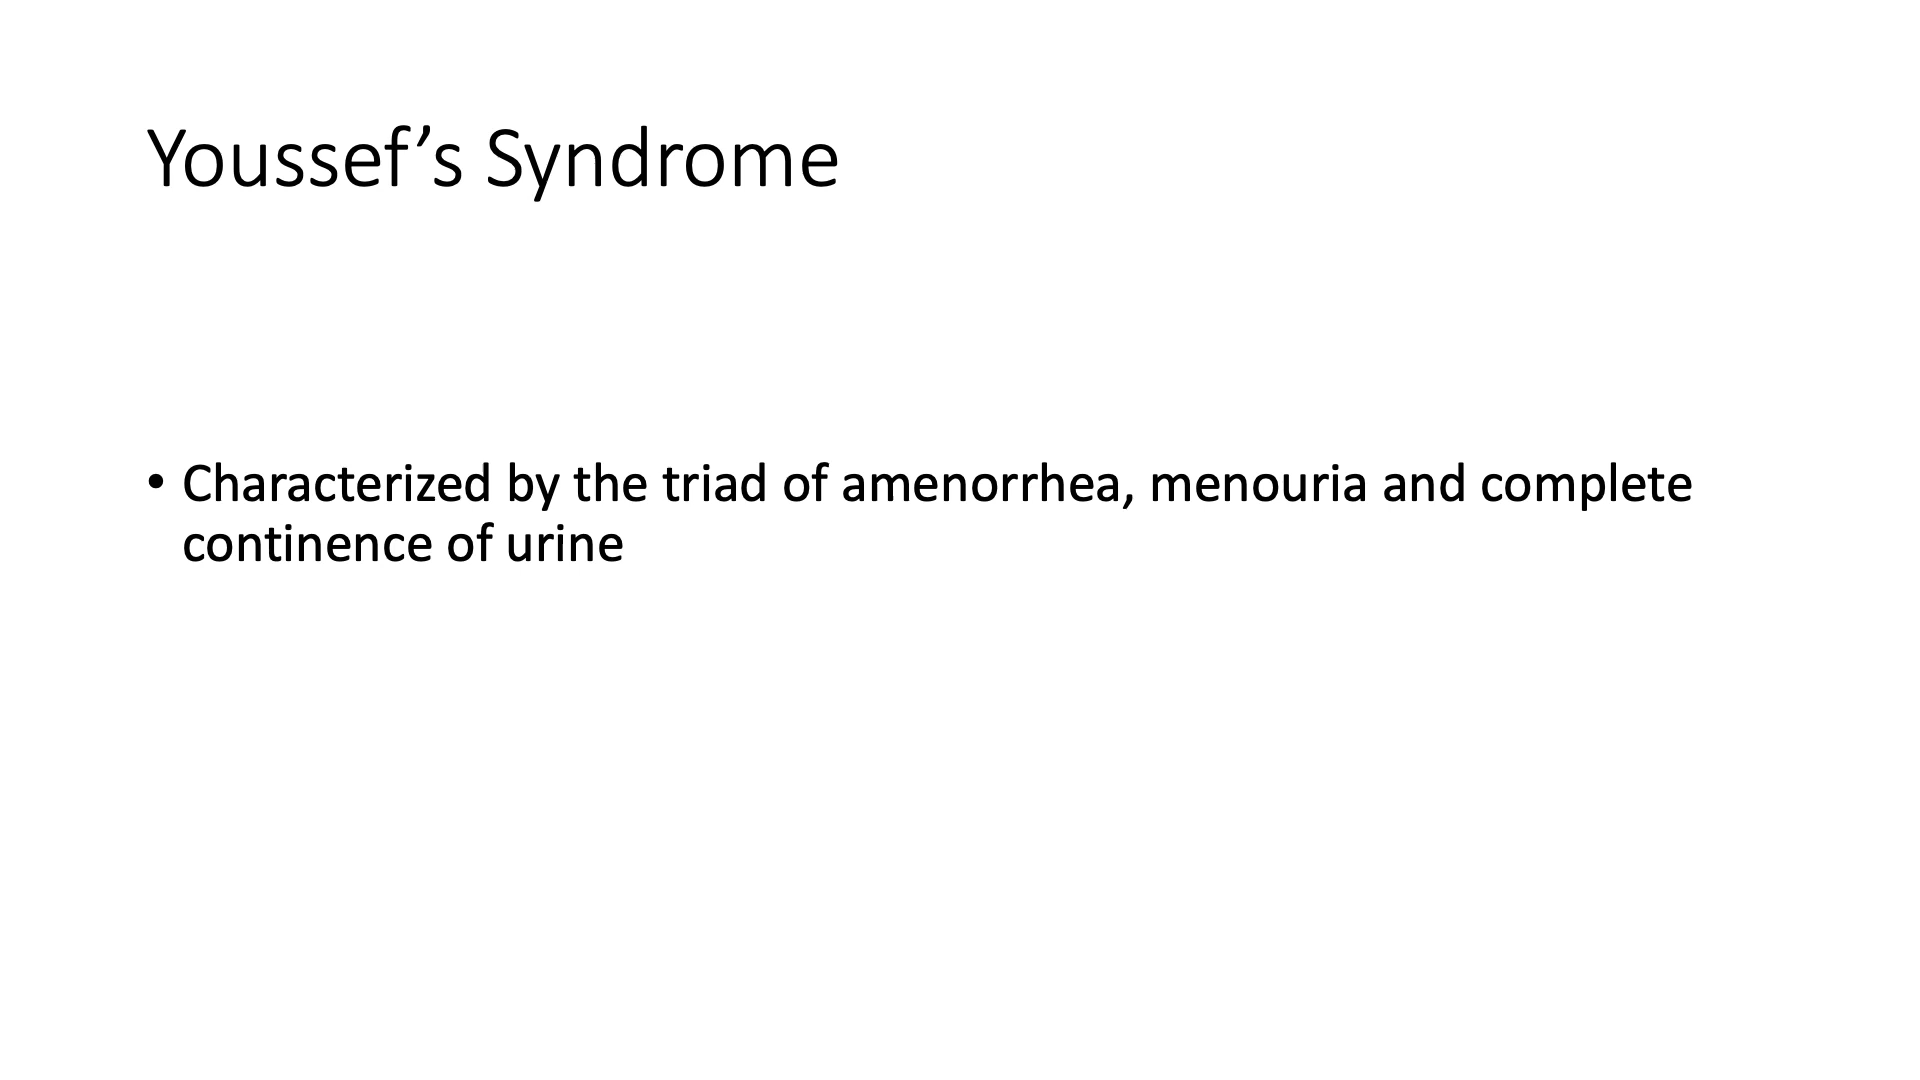 Youssef’s Syndrome
• Characterized by the triad of amenorrhea, menouria and complete
continence of urine